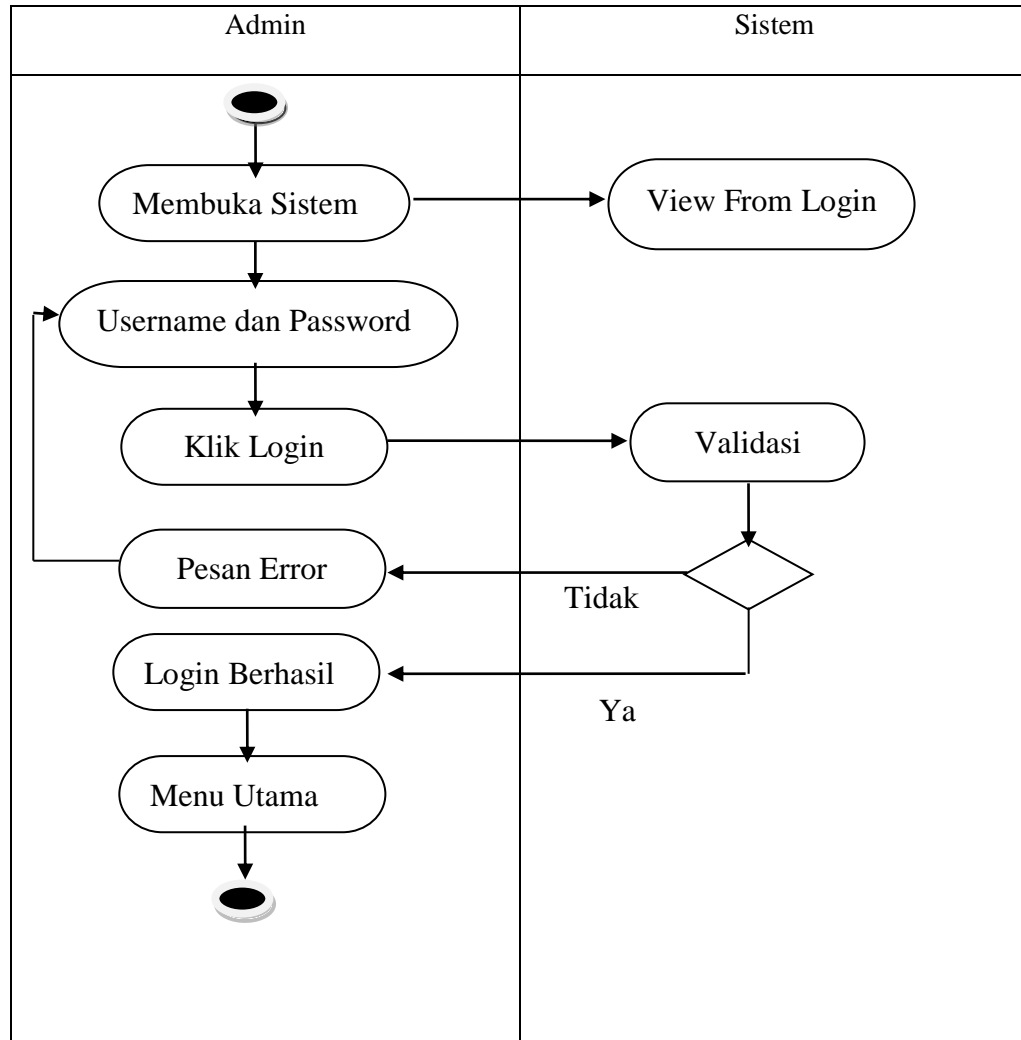 Admin
Sistem
Membuka Sistem
View From Login
Username dan Password
Klik Login
Validasi
Pesan Error
Tidak
Login Berhasil
Ya
Menu Utama